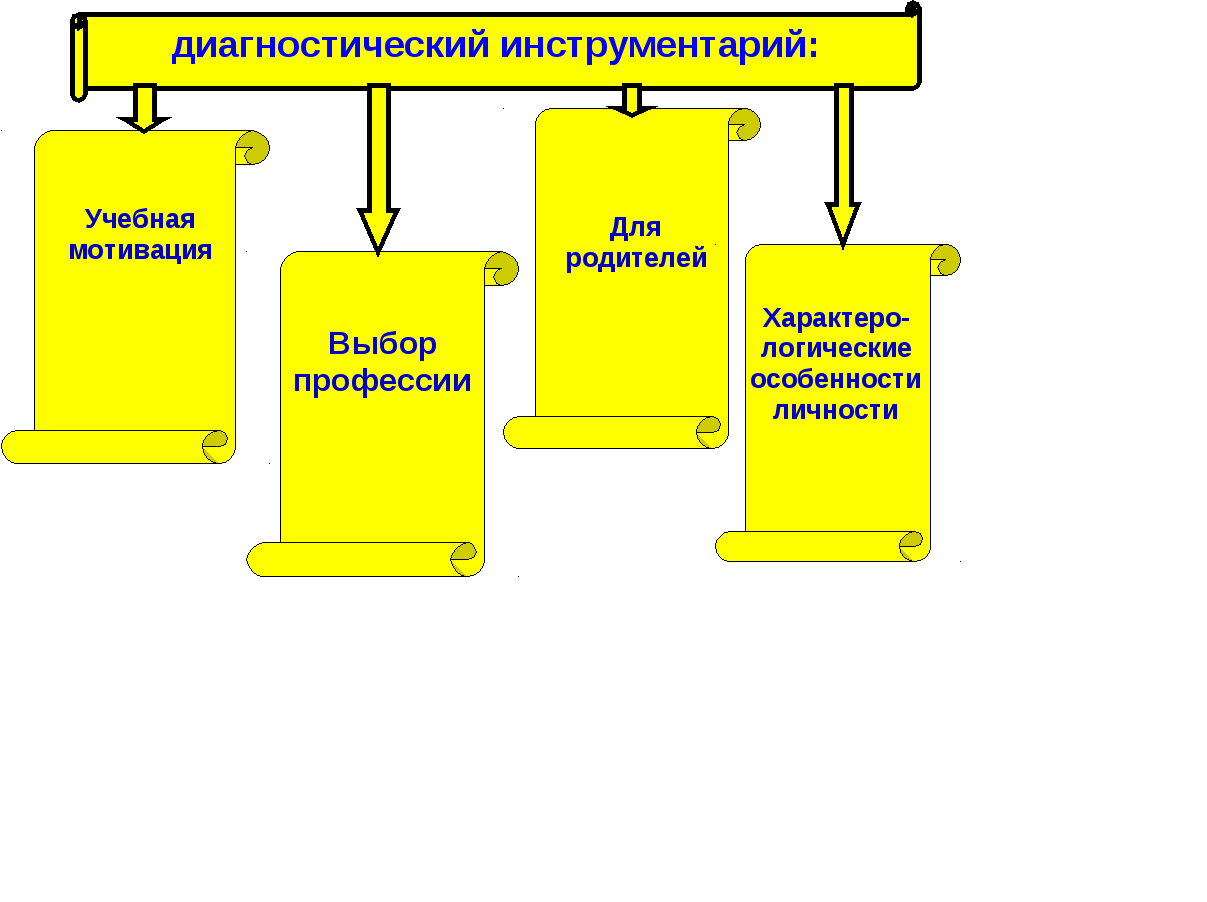 диагностический инструментарий:
Учебная
мотивация
Выбор
профессии
Для
родителей
Характеро-
логические
особенности
личности